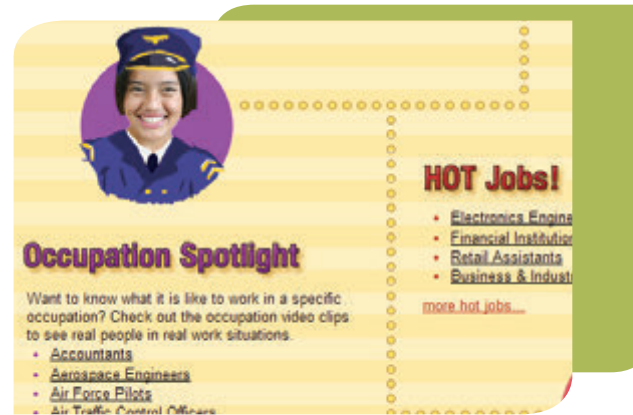 Occupation Spotlight
Want to know what it is like to work in a specific
occupation? Check out the occupation video clips
to see real people in real work situations.
Accountants
Aerospace Engineers
Air Force Pilots
Air Traffic Control Officers
HOT Jobs!
Electronics Engine
Financial Institution
Retail Assistants
Business & Indust
more hot jobs....